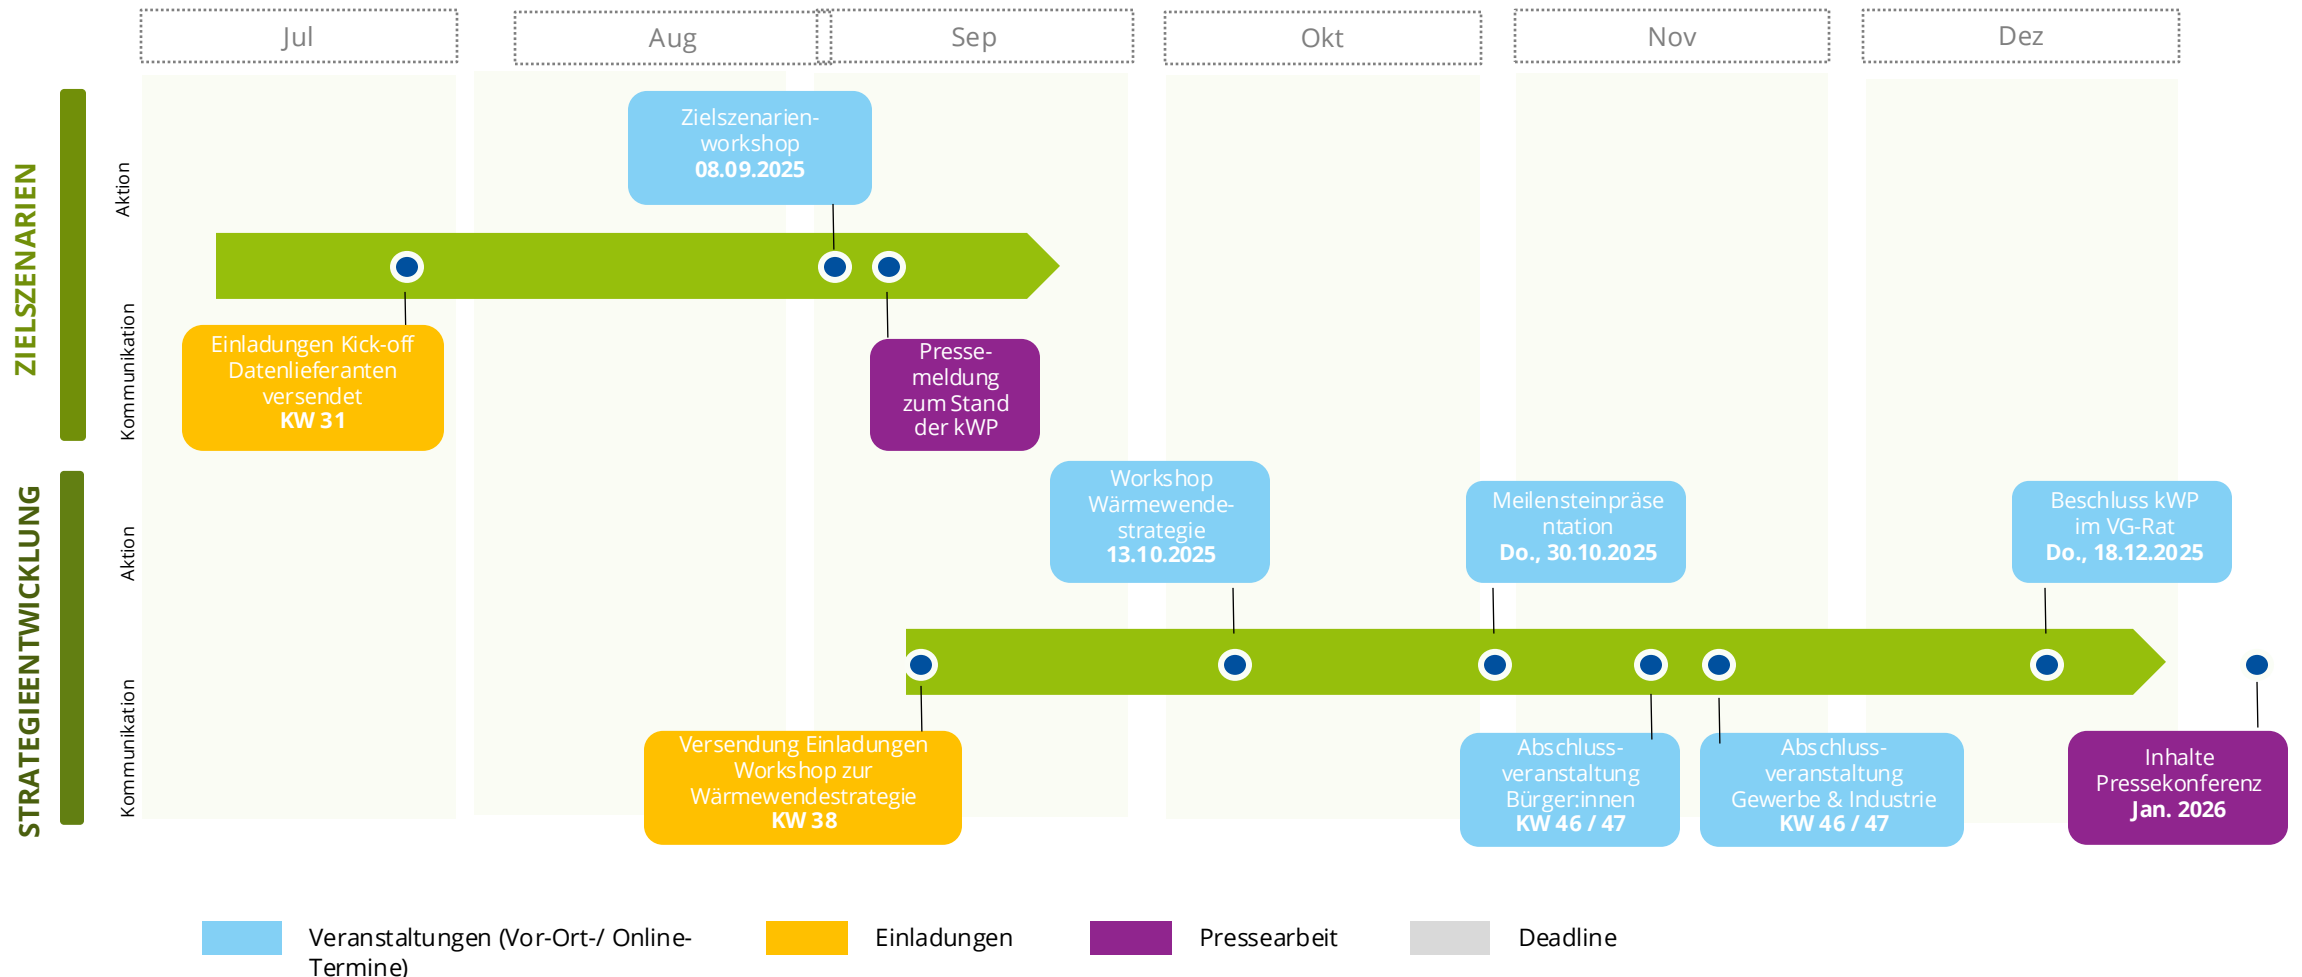 Jul
Aug
Sep
Okt
Nov
Dez
ZIELSZENARIEN
Aktion
Kommunikation
Zielszenarien-
workshop
08.09.2025
Einladungen Kick-off
Datenlieferanten
versendet
KW 31
Presse-
meldung
zum Stand
der kWP
STRATEGIEENTWICKLUNG
Aktion
Kommunikation
Workshop
Wärmewende-
strategie
13.10.2025
Meilensteinpräse
ntation
Do., 30.10.2025
Beschluss kWP
im VG-Rat
Do., 18.12.2025
Versendung Einladungen
Workshop zur
Wärmewendestrategie
KW 38
Abschluss-
veranstaltung
Bürger:innen
KW 46 / 47
Abschluss-
veranstaltung
Gewerbe & Industrie
KW 46 / 47
Inhalte
Pressekonferenz
Jan. 2026
Veranstaltungen (Vor-Ort-/ Online-
Termine)
Einladungen
Pressearbeit
Deadline